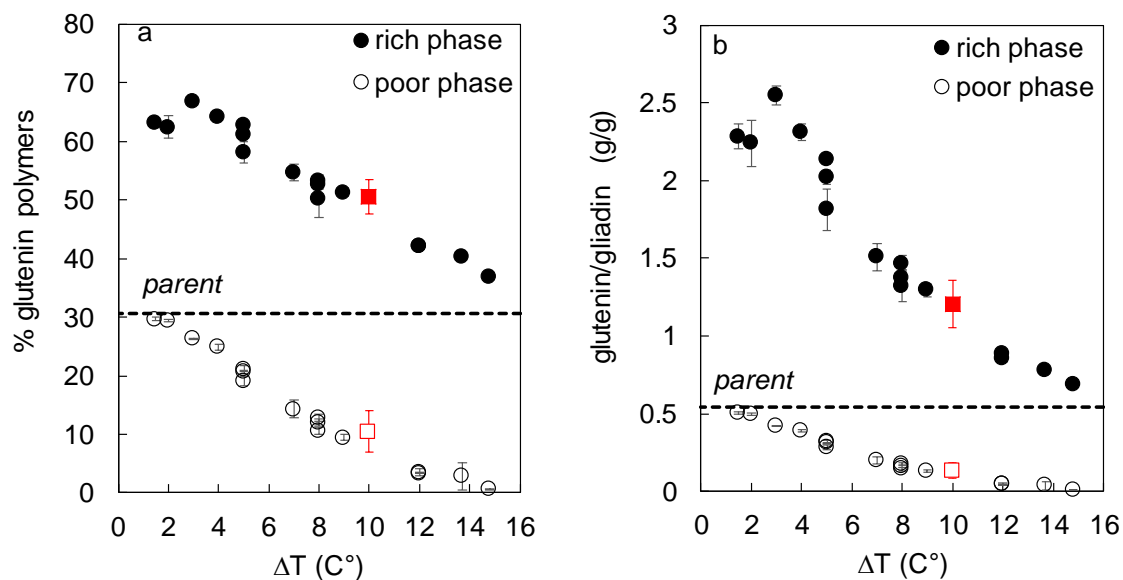 a
rich phase
poor phase
parent
% glutenin polymers
80
70
60
50
40
30
20
10
0
0 2 4 6 8 10 12 14 16
ΔT (C°)
b
rich phase
poor phase
parent
glutenin/gliadin (g/g)
3
2.5
2
1.5
1
0.5
0
0 2 4 6 8 10 12 14 16
ΔT (C°)